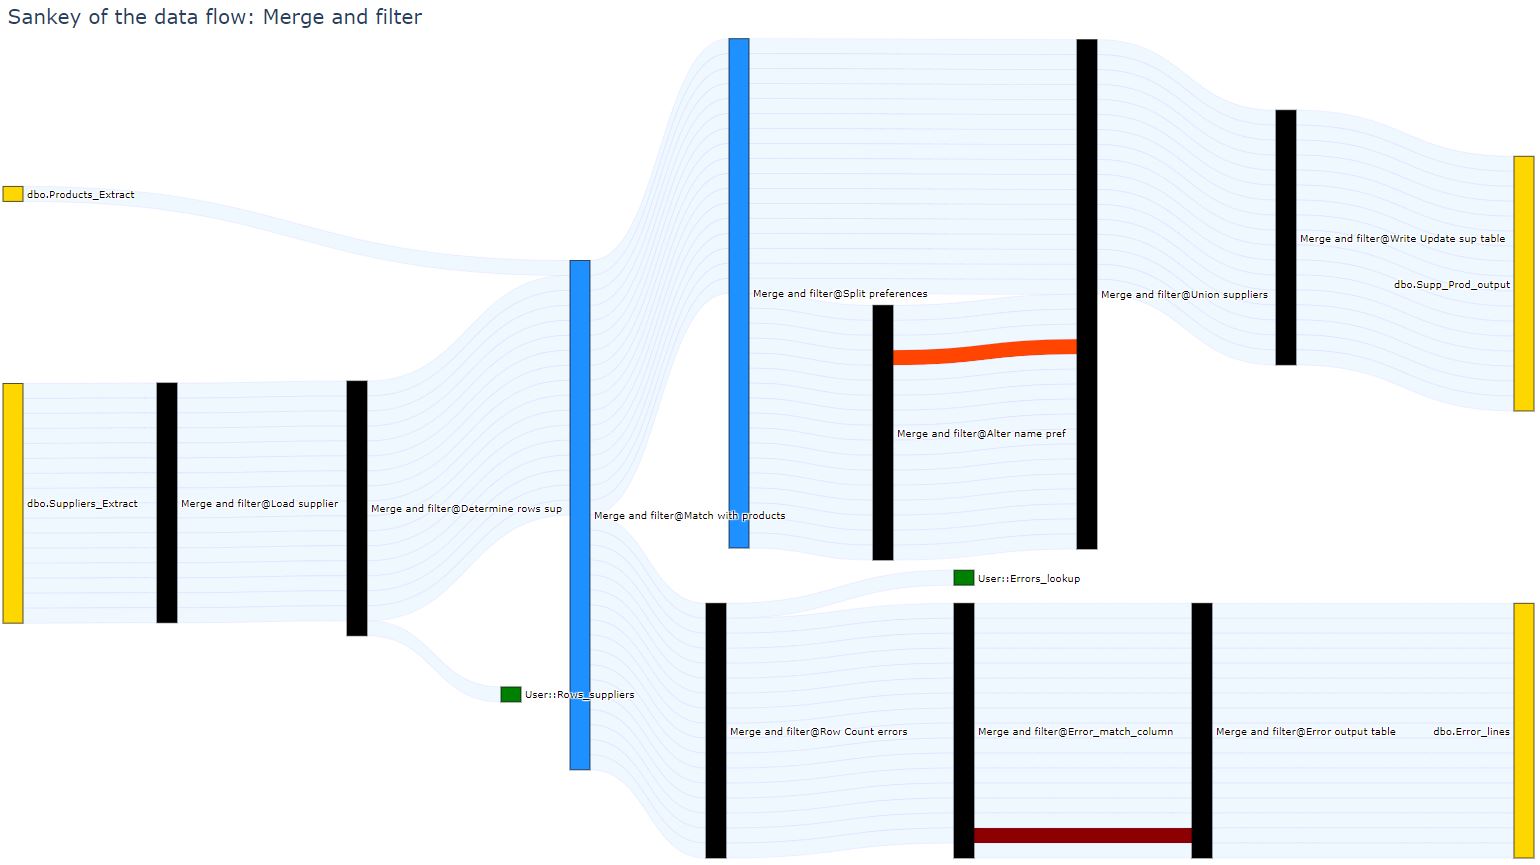 Sankey of the data flow: Merge and filter
dbo.Products_Extract
Merge and filter@Write Update sup table
dbo.Supp_Prod_output
Merge and filter@Split preferences
Merge and filter@Union suppliers
Merge and filter@Alter name pref
dbo.Suppliers_Extract
Merge and filter@Load supplier
Merge and filter@Determine rows sup
Merge and filter@Match with products
User::Errors_lookup
User::Rows_suppliers
Merge and filter@Row Count errors
Merge and filter@Error_match_column
Merge and filter@Error output table
dbo.Error_lines